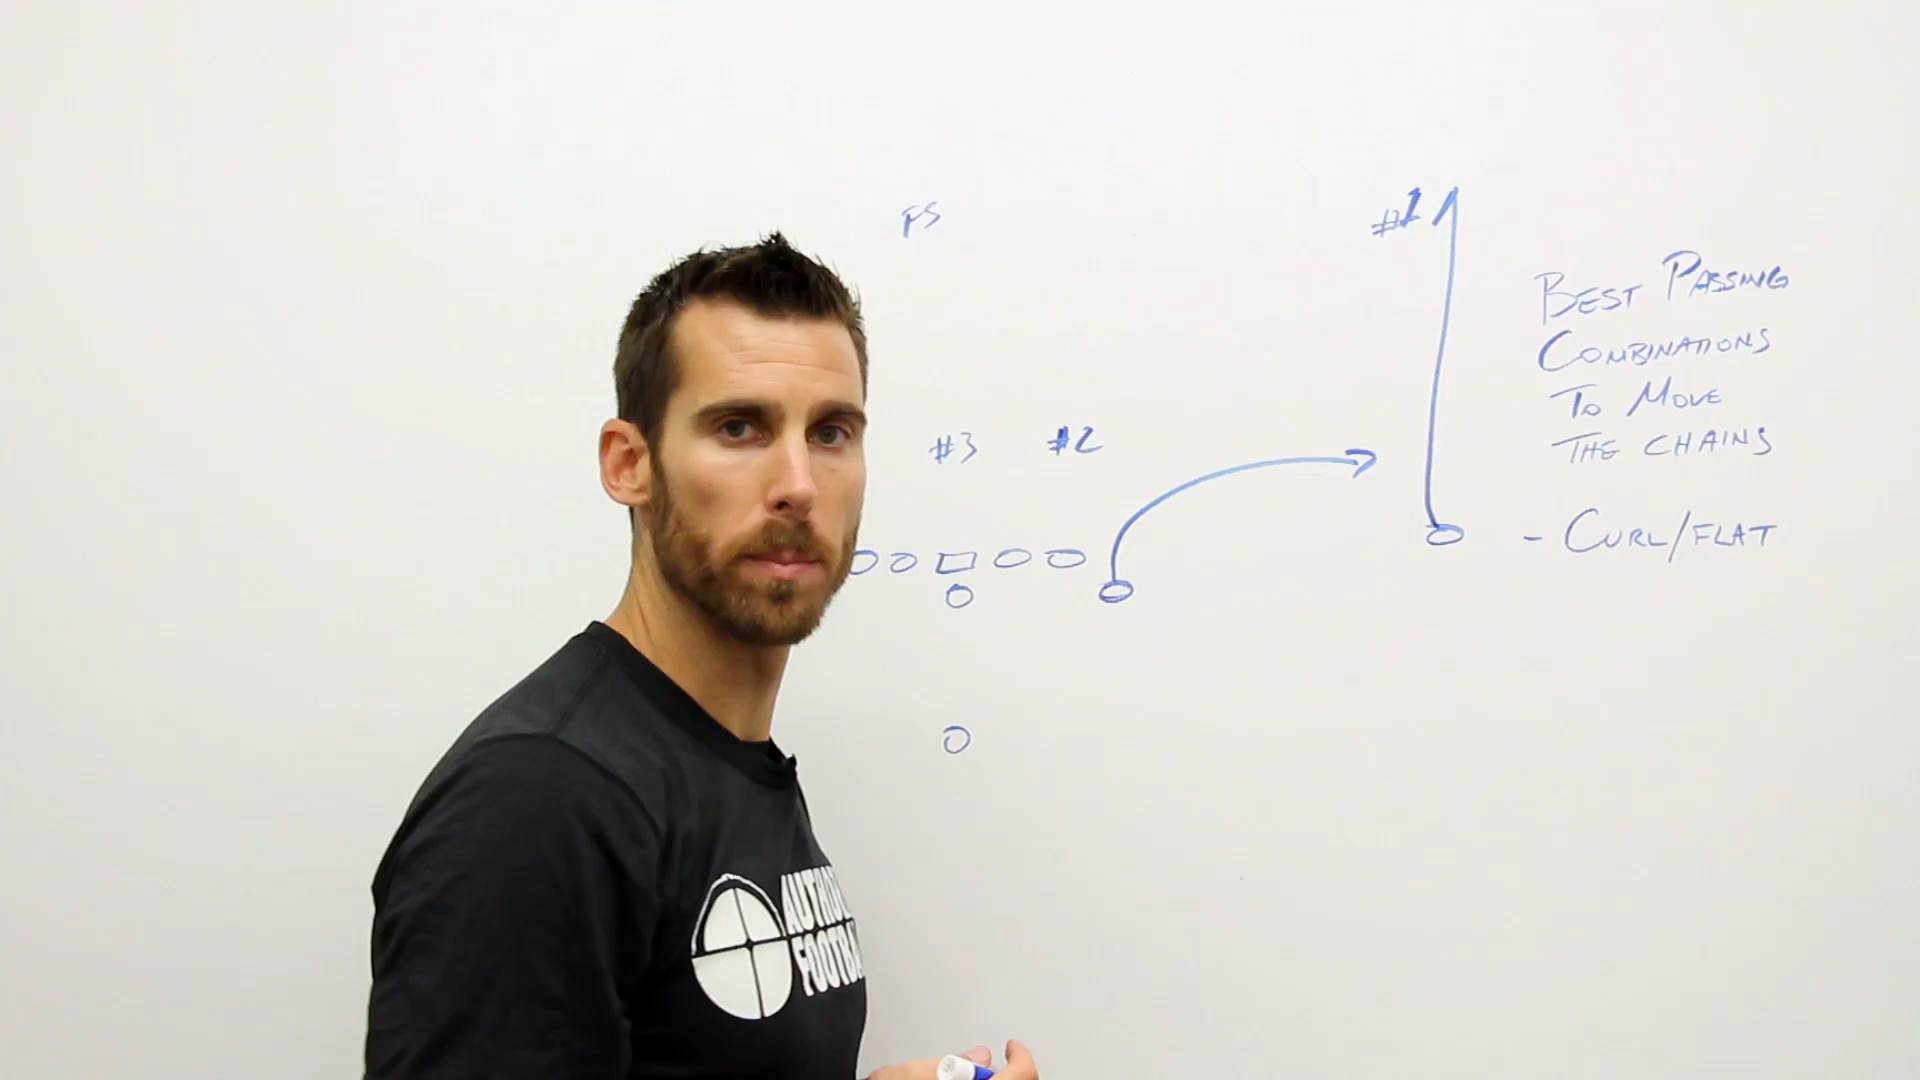 FS
#1
BEST PASSING
COMBINATIONS
TO MOVE
THE CHAINS
#3 #2
- CURL/FLAT